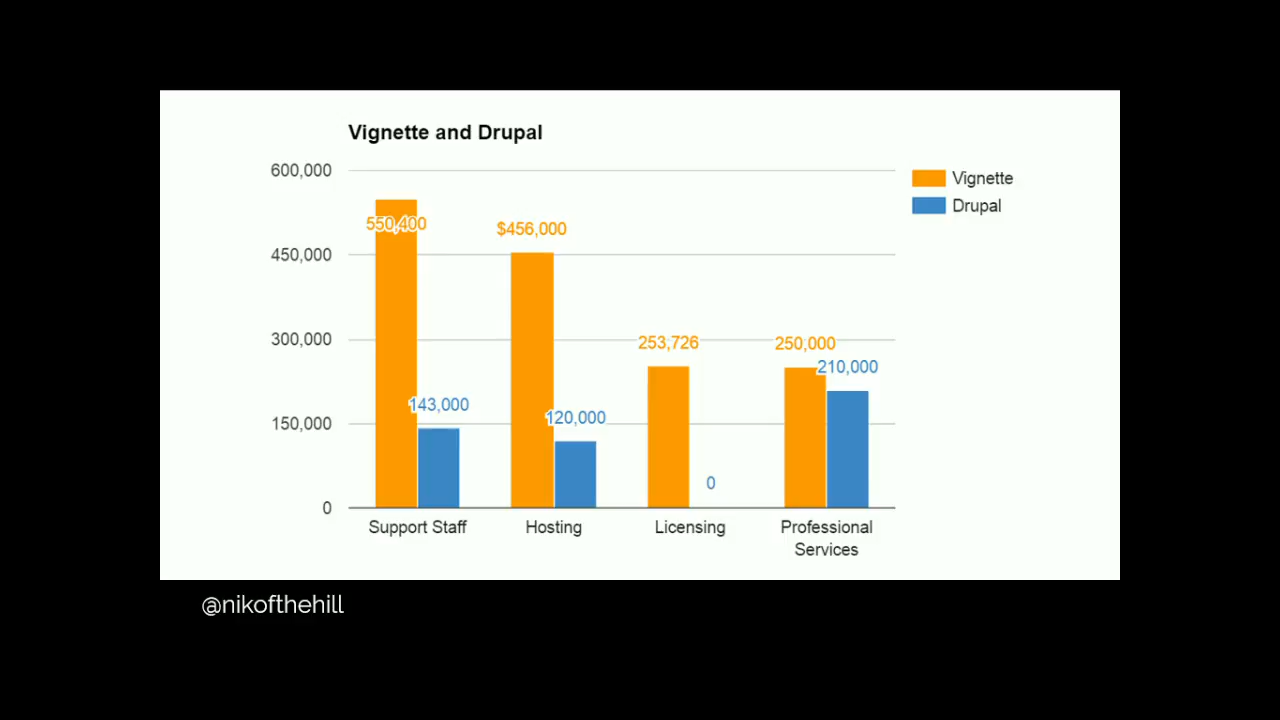 Vignette and Drupal
600,000
450,000
300,000
150,000
0
Vignette
Drupal
550,400
$456,000
253,726
250,000
143,000
120,000
0
210,000
Support Staff
Hosting
Licensing
Professional
Services
@nikofthehill